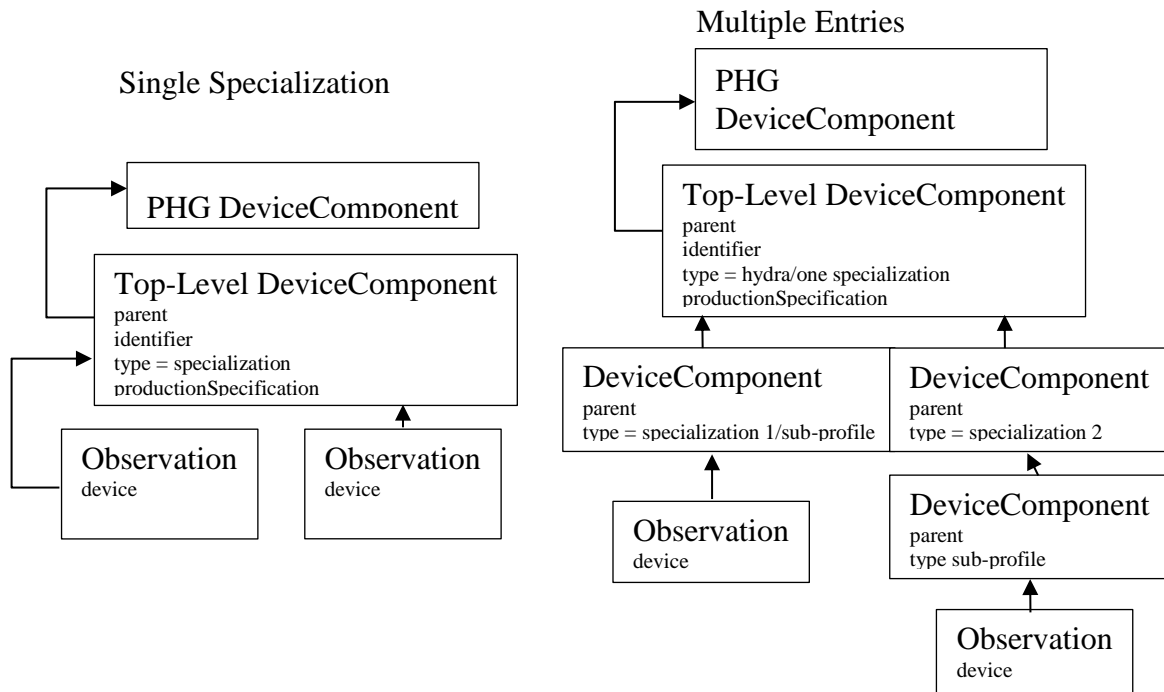 Single Specialization
PHG DeviceComponent
Top-Level DeviceComponent
parent
identifier
type = specialization
productionSpecification
Observation
device
Observation
device
Multiple Entries
PHG
DeviceComponent
Top-Level DeviceComponent
parent
identifier
type = hydra/one specialization
productionSpecification
DeviceComponent
parent
type = specialization 1/sub-profile
DeviceComponent
parent
type = specialization 2
Observation
device
DeviceComponent
parent
type sub-profile
Observation
device